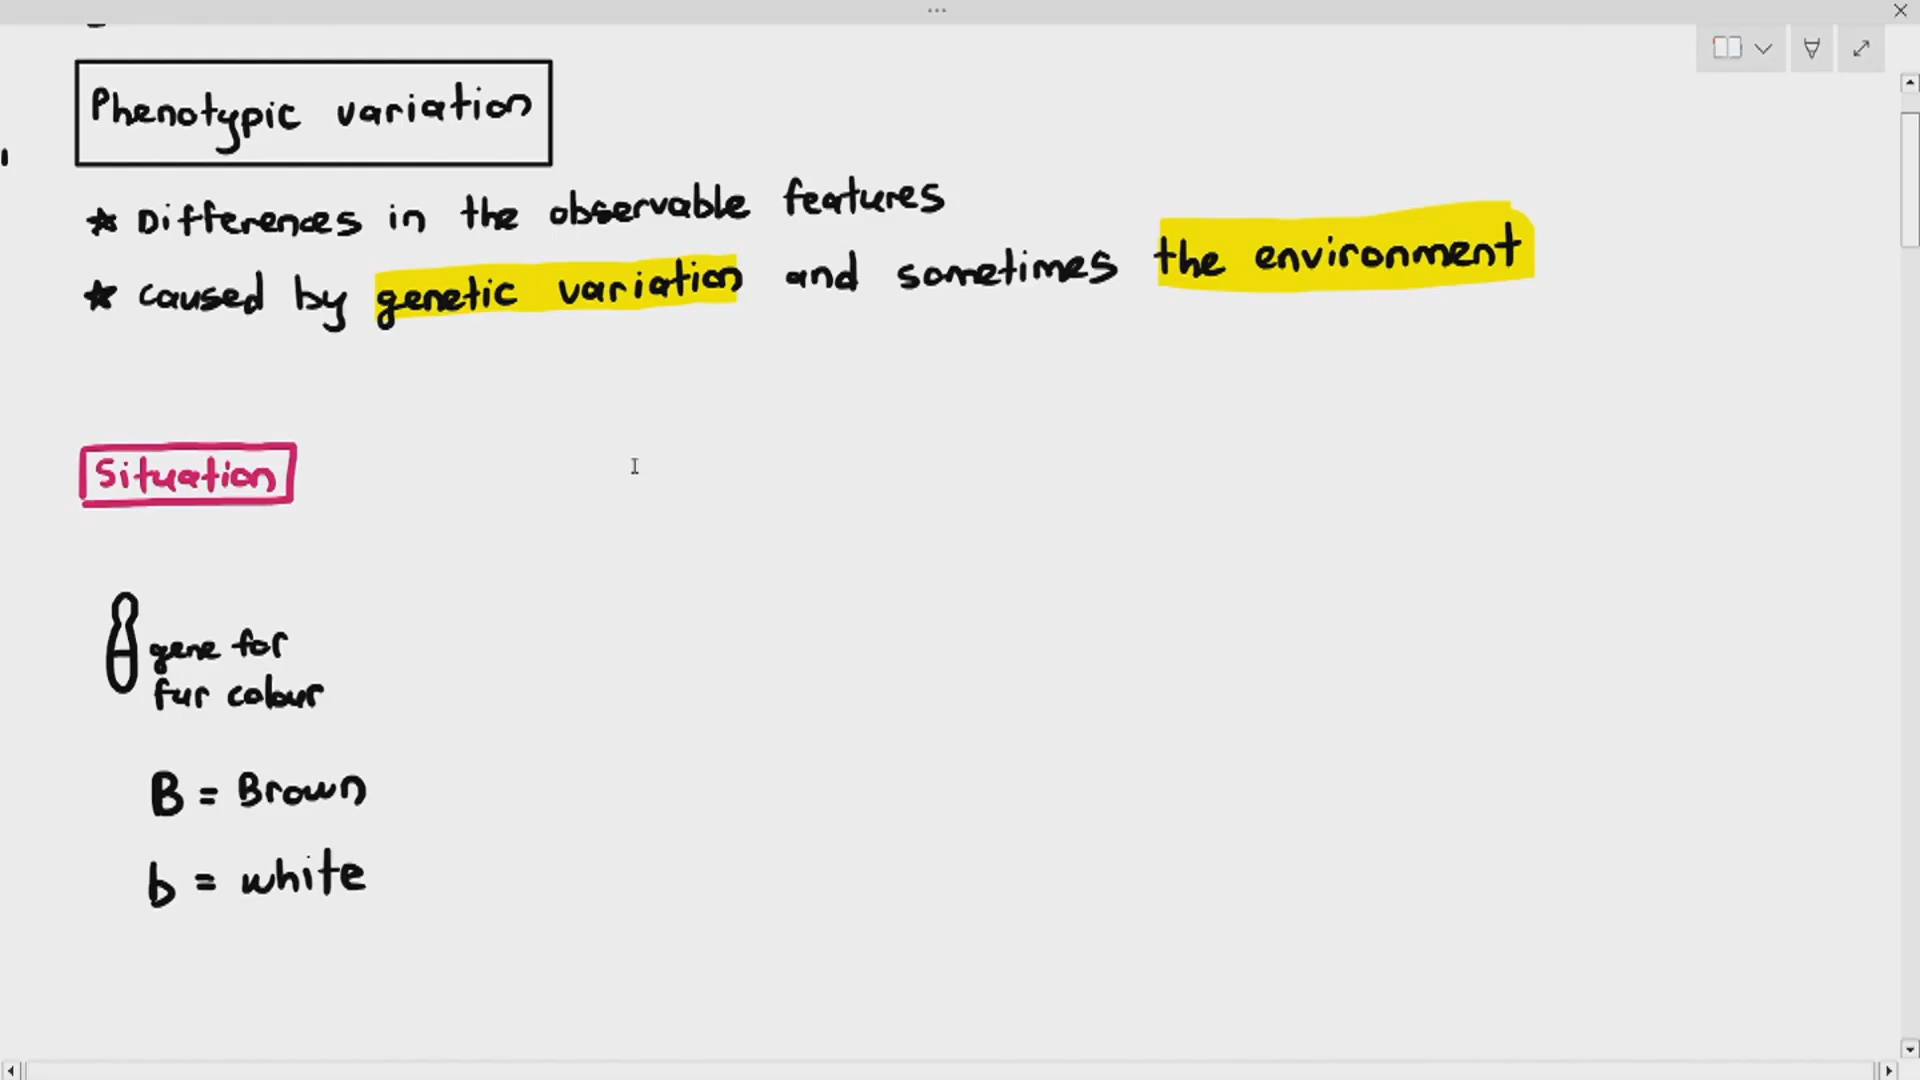 Phenotypic variation
* Differences in the observable features
* caused by genetic variation and sometimes the environment
Situation
gene for
fur colour
B = Brown
b = white